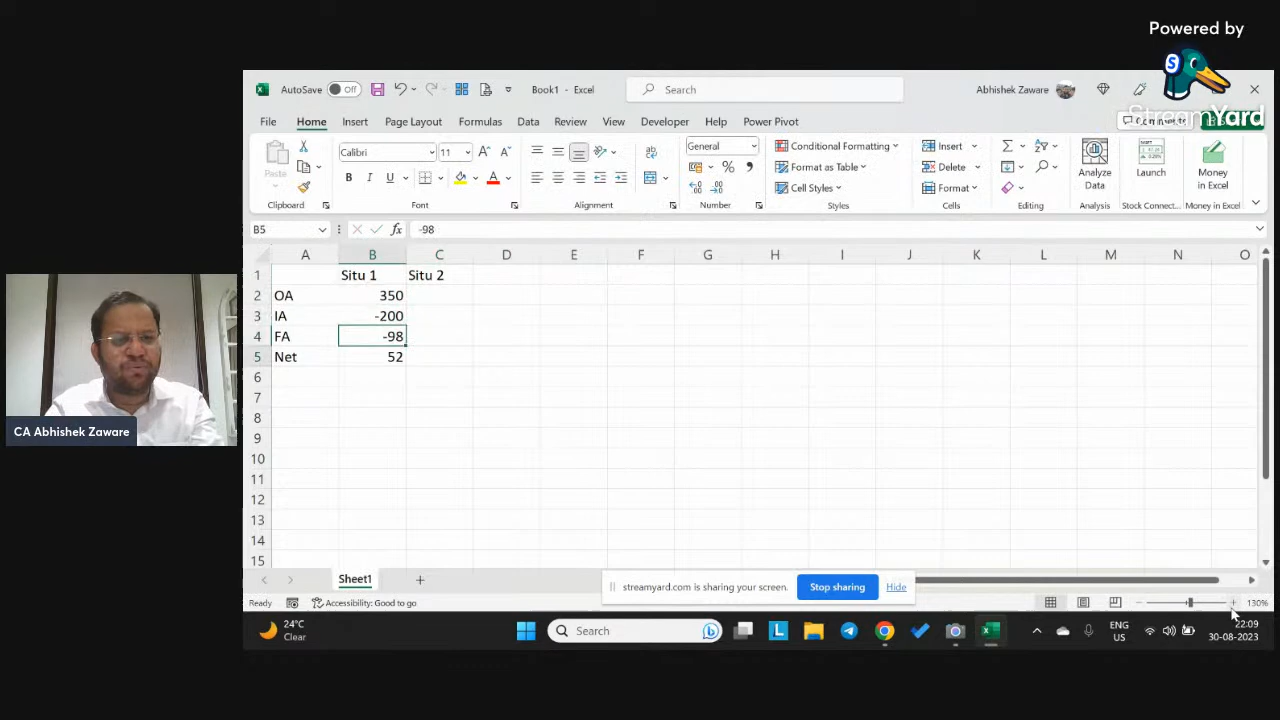 Powered by
StreamYard
AutoSave Off
Book1 - Excel
Search
Abhishek Zaware
File Home Insert Page Layout Formulas Data Review View Developer Help Power Pivot
Comments
Paste
Calibri 11
General
Conditional Formatting
Format as Table
Cell Styles
Insert
Delete
Format
Analyze
Data
Launch
Money
in Excel
Clipboard Font Alignment Number Styles Cells Editing Analysis Stock Connect... Money in Excel
B5 fx -98
A B C D E F G H I J K L M N O
1 Situ 1 Situ 2
2 OA 350
3 IA -200
4 FA -98
5 Net 52
6
7
8
9
10
11
12
13
14
15
CA Abhishek Zaware
Sheet1
streamyard.com is sharing your screen. Stop sharing Hide
Ready Accessibility: Good to go 130%
24°C
Clear
Search
ENG
US
22:09
30-08-2023